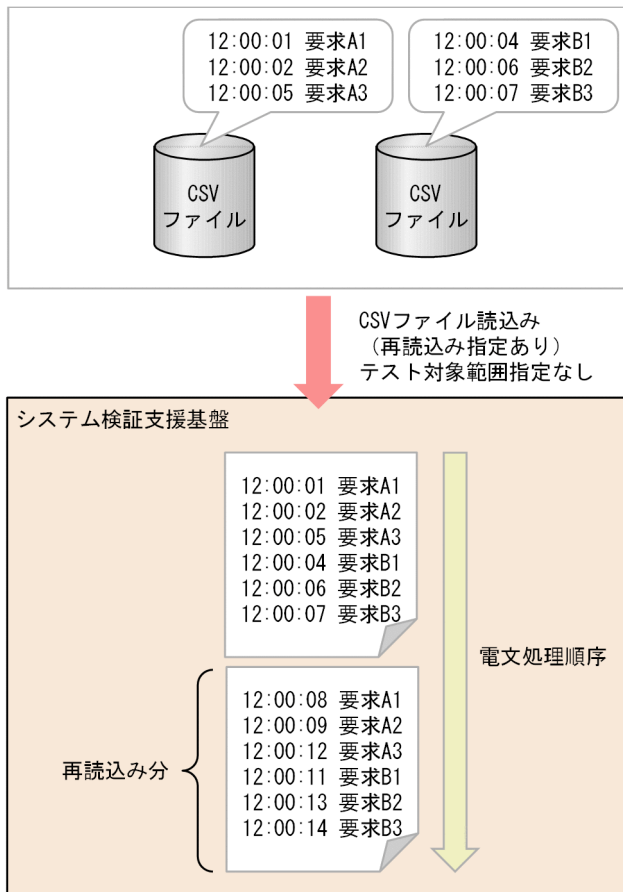 12:00:01 要求A1
12:00:02 要求A2
12:00:05 要求A3
12:00:04 要求B1
12:00:06 要求B2
12:00:07 要求B3
CSV
ファイル
CSV
ファイル
CSVファイル読込み
（再読込み指定あり）
テスト対象範囲指定なし
システム検証支援基盤
12:00:01 要求A1
12:00:02 要求A2
12:00:05 要求A3
12:00:04 要求B1
12:00:06 要求B2
12:00:07 要求B3
電文処理順序
再読込み分
12:00:08 要求A1
12:00:09 要求A2
12:00:12 要求A3
12:00:11 要求B1
12:00:13 要求B2
12:00:14 要求B3